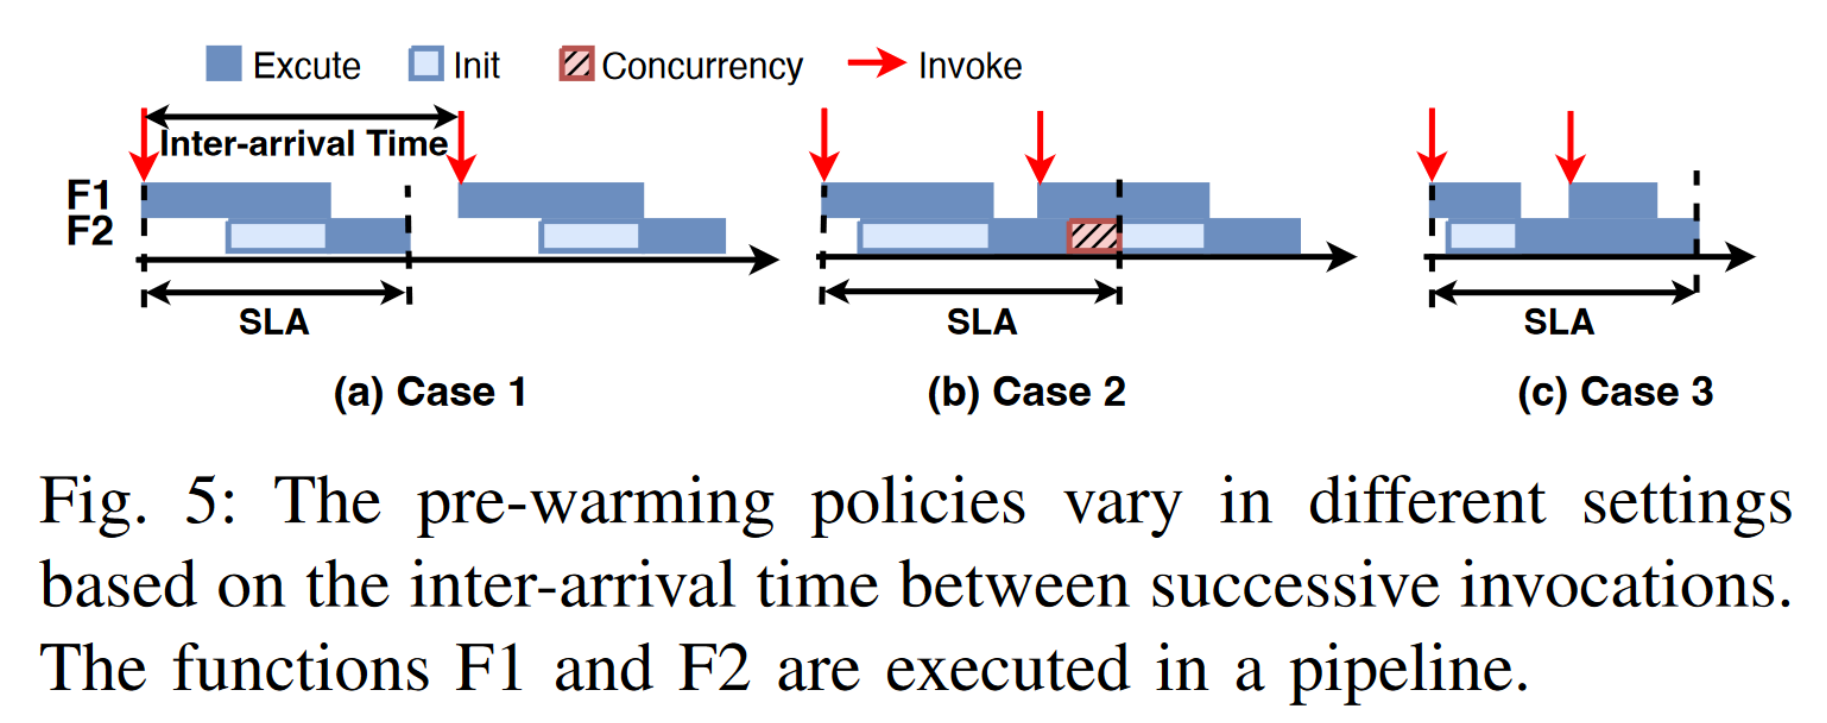 Excute Init Concurrency Invoke
Inter-arrival Time
F1
F2
SLA SLA SLA
(a) Case 1 (b) Case 2 (c) Case 3
Fig. 5: The pre-warming policies vary in different settings
based on the inter-arrival time between successive invocations.
The functions F1 and F2 are executed in a pipeline.